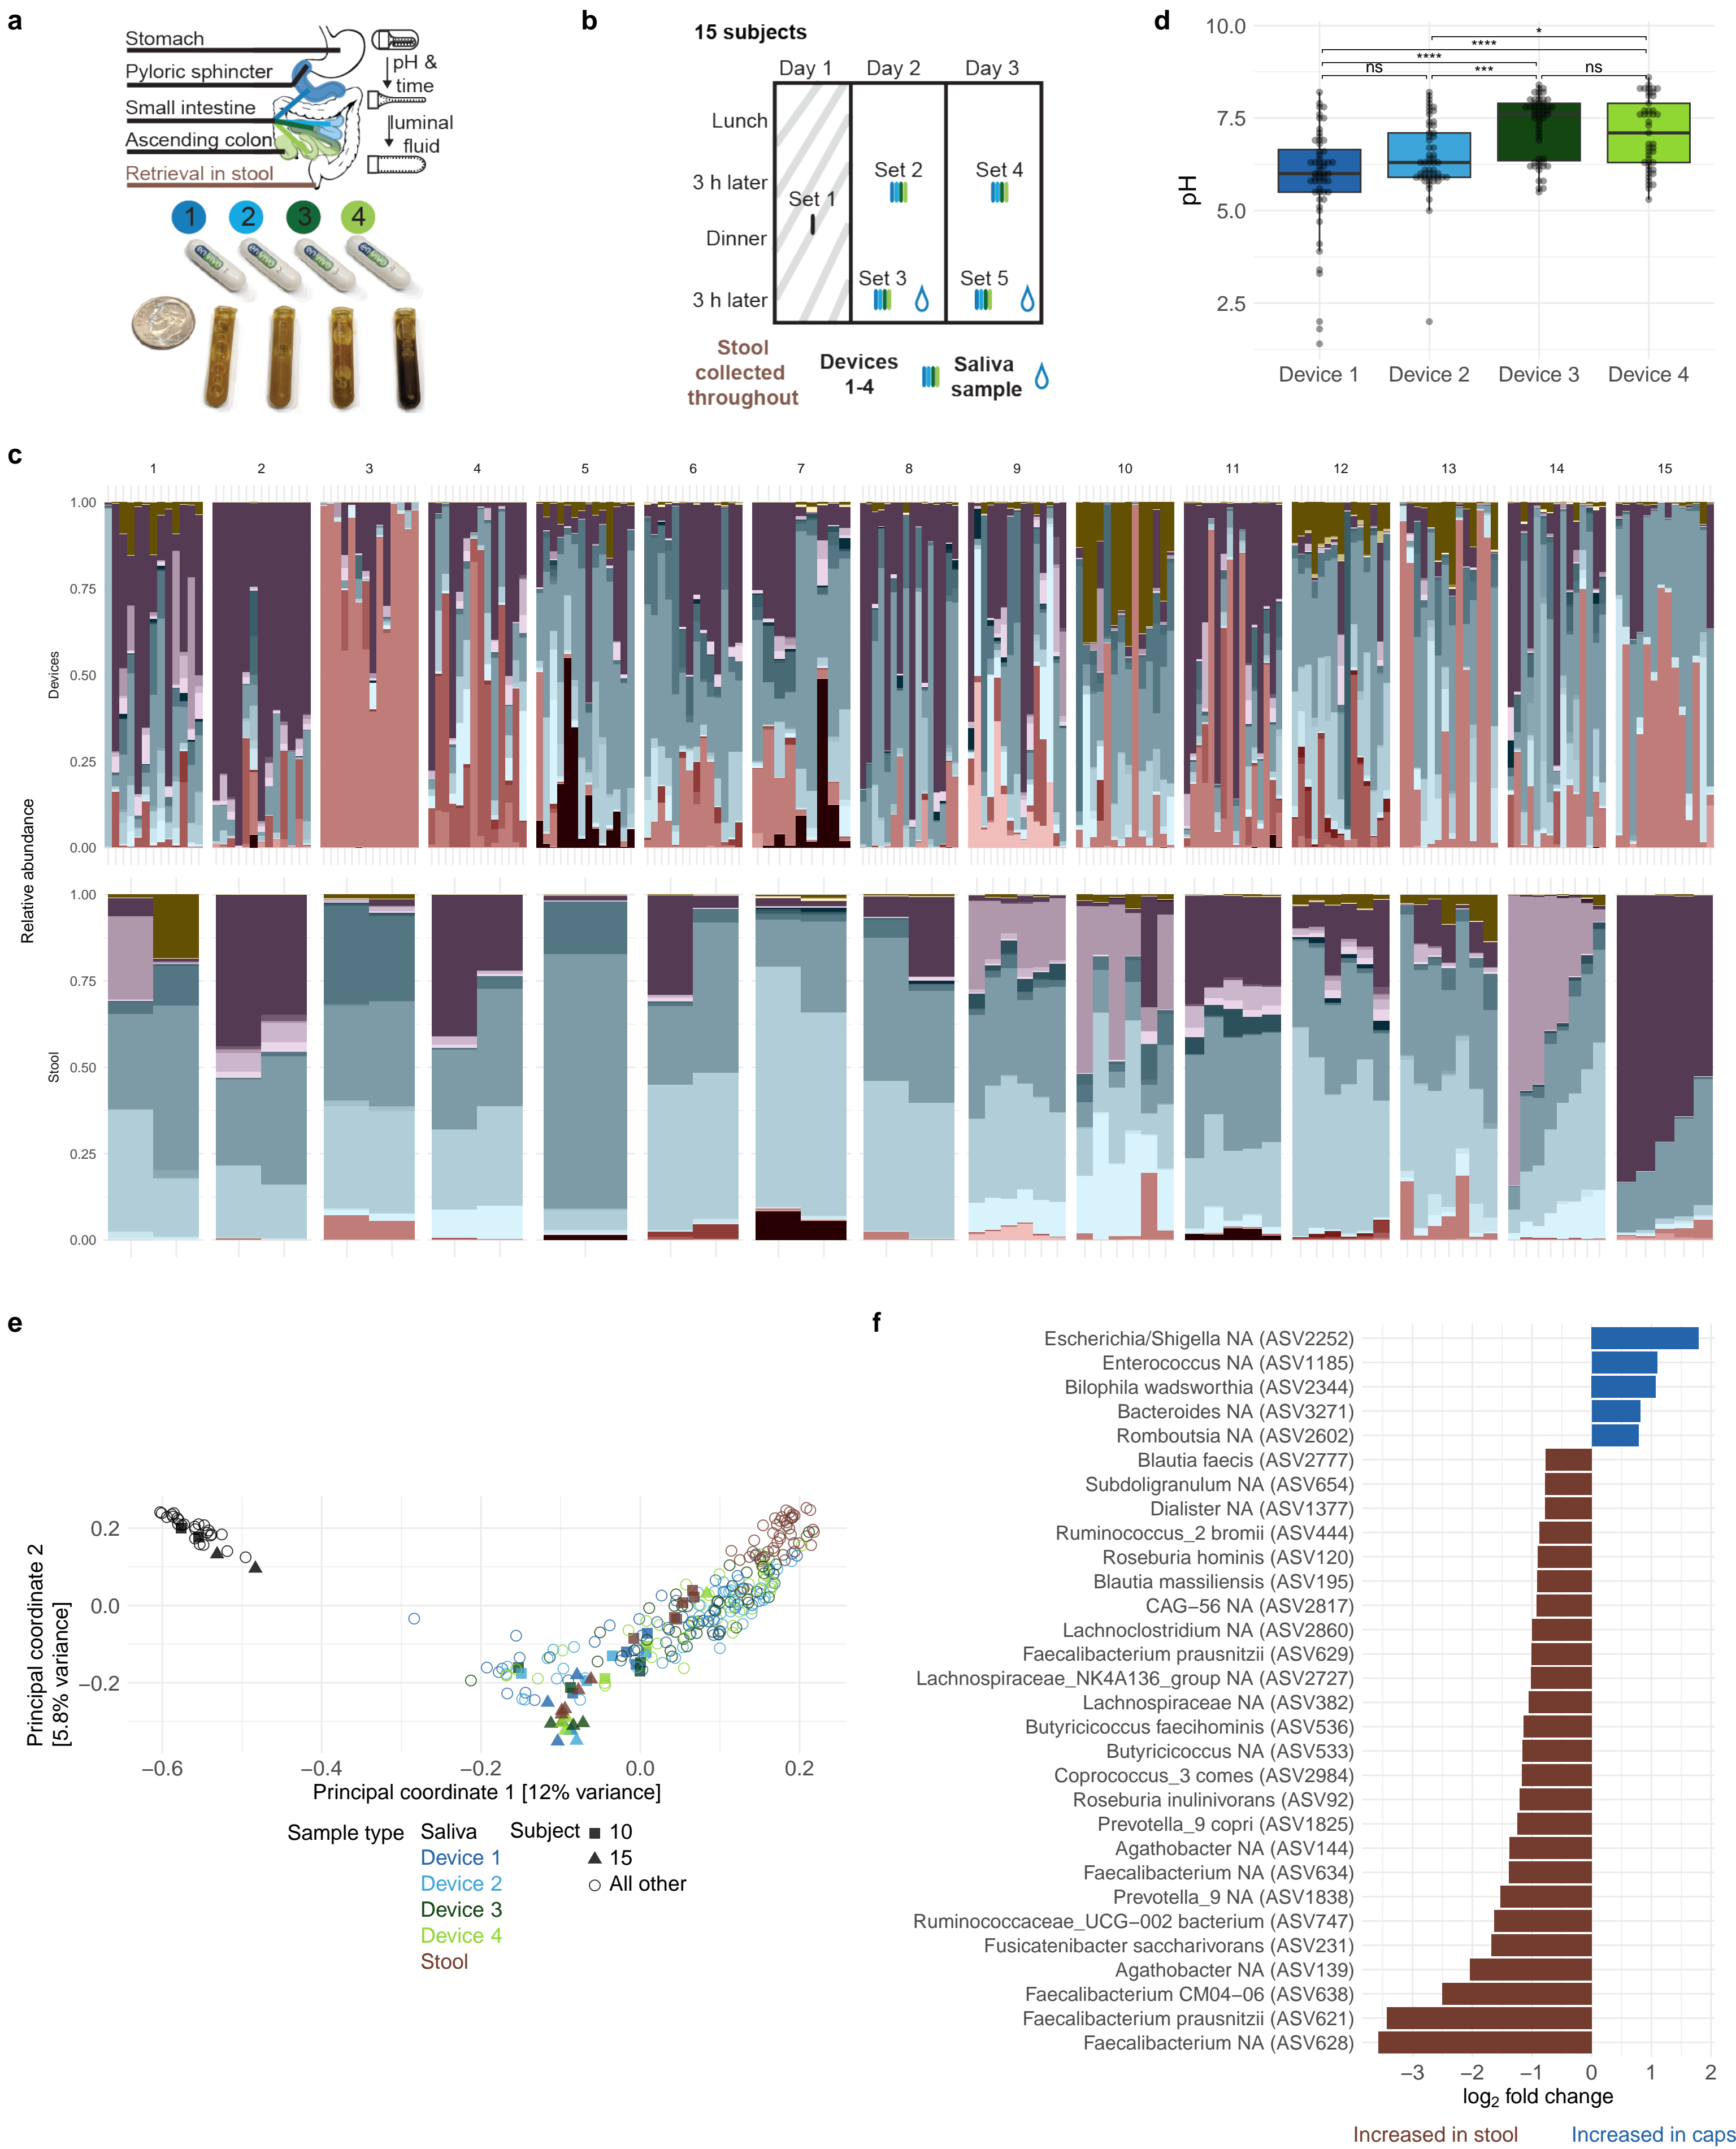 a
Stomach
Pyloric sphincter
Small intestine
Ascending colon
Retrieval in stool
pH &
time
luminal
fluid
1 2 3 4
envivo
envivo
envivo
envivo
b
15 subjects
Day 1 Day 2 Day 3
Lunch
3 h later
Dinner
3 h later
Set 1
Set 2
Set 4
Set 3
Set 5
Stool
collected
throughout
Devices
1-4
Saliva
sample
d
pH
10.0
7.5
5.0
2.5
*
****
****
ns *** ns
Device 1 Device 2 Device 3 Device 4
c
1 2 3 4 5 6 7 8 9 10 11 12 13 14 15
Relative abundance
Devices
1.00
0.75
0.50
0.25
0.00
Stool
1.00
0.75
0.50
0.25
0.00
e
Principal coordinate 2
[5.8% variance]
0.2
0.0
−0.2
−0.6 −0.4 −0.2 0.0 0.2
Principal coordinate 1 [12% variance]
Sample type
Saliva
Device 1
Device 2
Device 3
Device 4
Stool
Subject
10
15
All other
f
Escherichia/Shigella NA (ASV2252)
Enterococcus NA (ASV1185)
Bilophila wadsworthia (ASV2344)
Bacteroides NA (ASV3271)
Romboutsia NA (ASV2602)
Blautia faecis (ASV2777)
Subdoligranulum NA (ASV654)
Dialister NA (ASV1377)
Ruminococcus_2 bromii (ASV444)
Roseburia hominis (ASV120)
Blautia massiliensis (ASV195)
CAG−56 NA (ASV2817)
Lachnoclostridium NA (ASV2860)
Faecalibacterium prausnitzii (ASV629)
Lachnospiraceae_NK4A136_group NA (ASV2727)
Lachnospiraceae NA (ASV382)
Butyricicoccus faecihominis (ASV536)
Butyricicoccus NA (ASV533)
Coprococcus_3 comes (ASV2984)
Roseburia inulinivorans (ASV92)
Prevotella_9 copri (ASV1825)
Agathobacter NA (ASV144)
Faecalibacterium NA (ASV634)
Prevotella_9 NA (ASV1838)
Ruminococcaceae_UCG−002 bacterium (ASV747)
Fusicatenibacter saccharivorans (ASV231)
Agathobacter NA (ASV139)
Faecalibacterium CM04−06 (ASV638)
Faecalibacterium prausnitzii (ASV621)
Faecalibacterium NA (ASV628)
−3 −2 −1 0 1 2
log2 fold change
Increased in stool Increased in caps